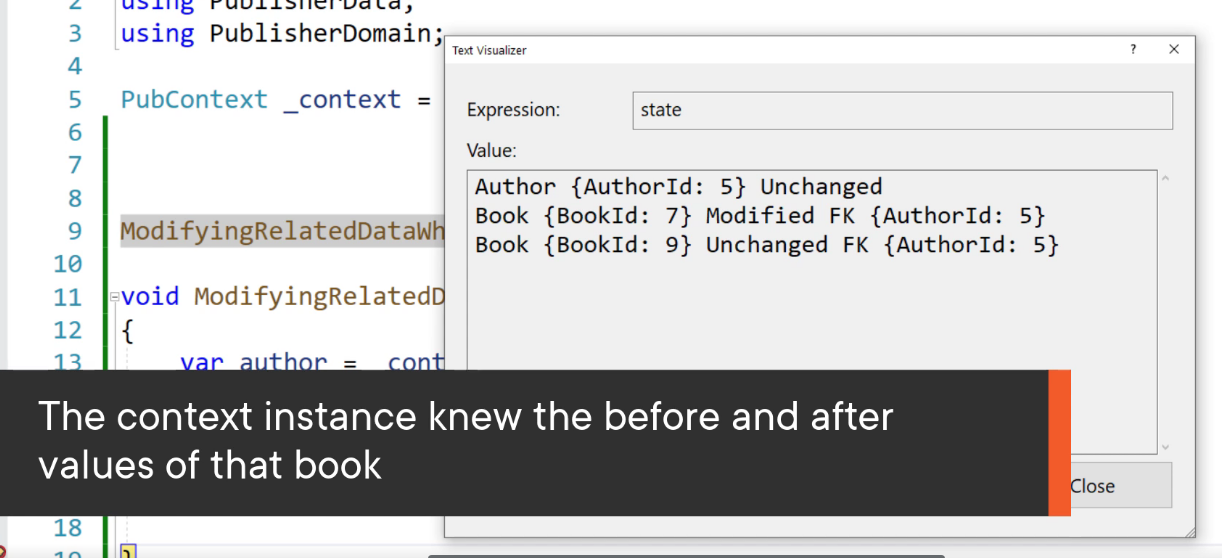 2 using PublisherData;
3 using PublisherDomain;
4
5 PubContext _context =
6
7
8
9 ModifyingRelatedDataWh
10
11 void ModifyingRelatedD
12 {
13 var author = _cont
18
19 }
Text Visualizer
? ×
Expression: state
Value:
Author {AuthorId: 5} Unchanged
Book {BookId: 7} Modified FK {AuthorId: 5}
Book {BookId: 9} Unchanged FK {AuthorId: 5}
Close
The context instance knew the before and after
values of that book